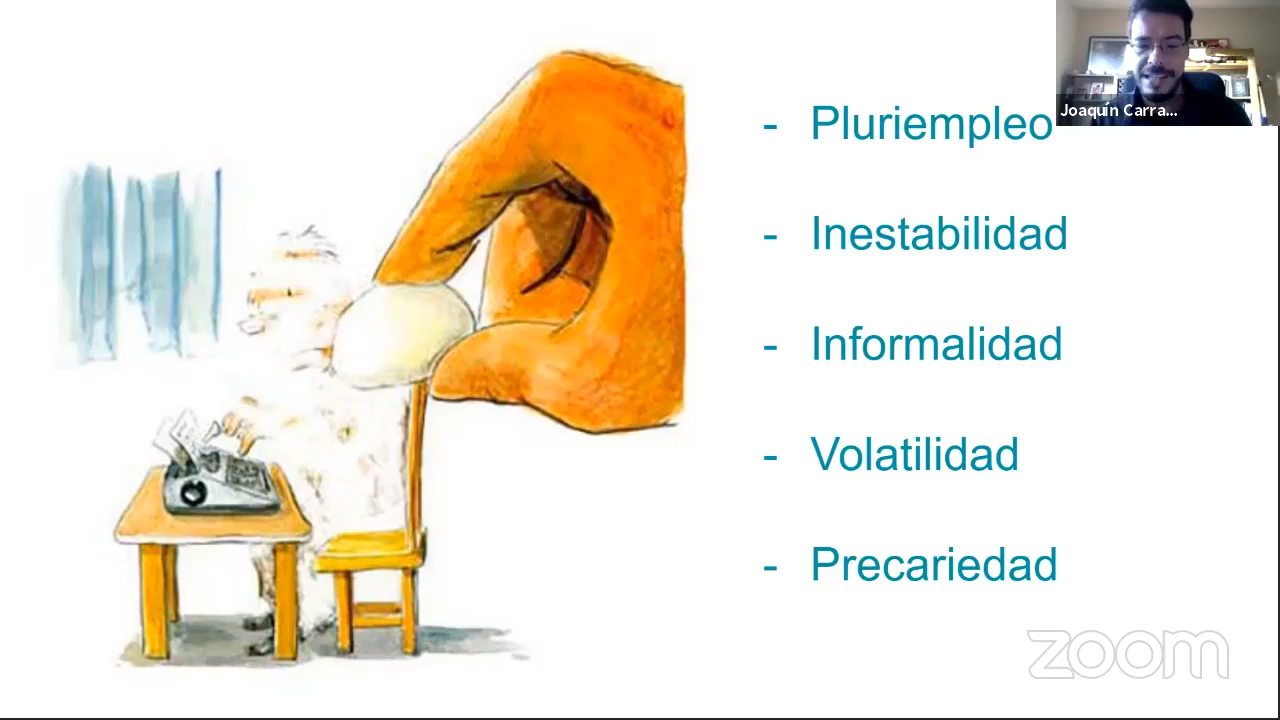 Joaquín Carra...
- Pluriempleo
- Inestabilidad
- Informalidad
- Volatilidad
- Precariedad
zoom